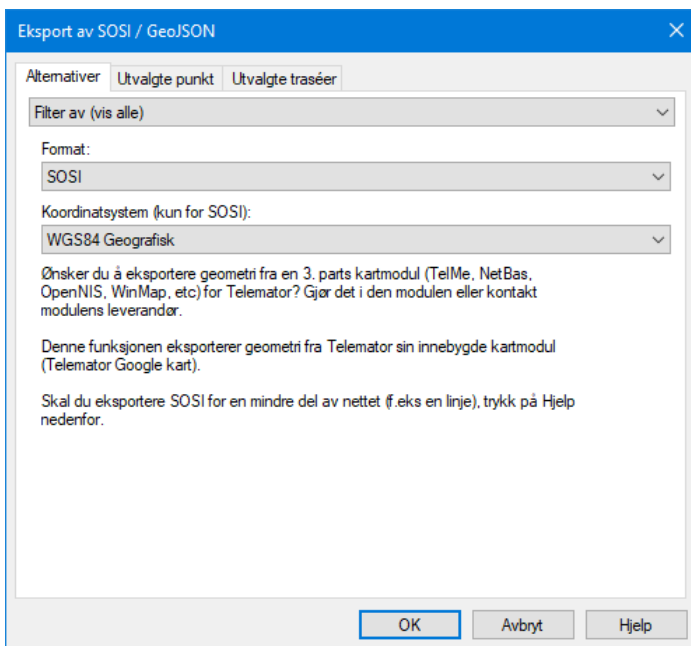 Eksport av SOSI / GeoJSON
Alternativer Utvalgte punkt Utvalgte traséer
Filter av (vis alle)
Format:
SOSI
Koordinatsystem (kun for SOSI):
WGS84 Geografisk
Ønsker du å eksportere geometri fra en 3. parts kartmodul (TelMe, NetBas,
OpenNIS, WinMap, etc) for Telemator? Gjør det i den modulen eller kontakt
modulens leverandør.
Denne funksjonen eksporterer geometri fra Telemator sin innebygde kartmodul
(Telemator Google kart).
Skal du eksportere SOSI for en mindre del av nettet (f.eks en linje), trykk på Hjelp
nedenfor.
OK Avbryt Hjelp